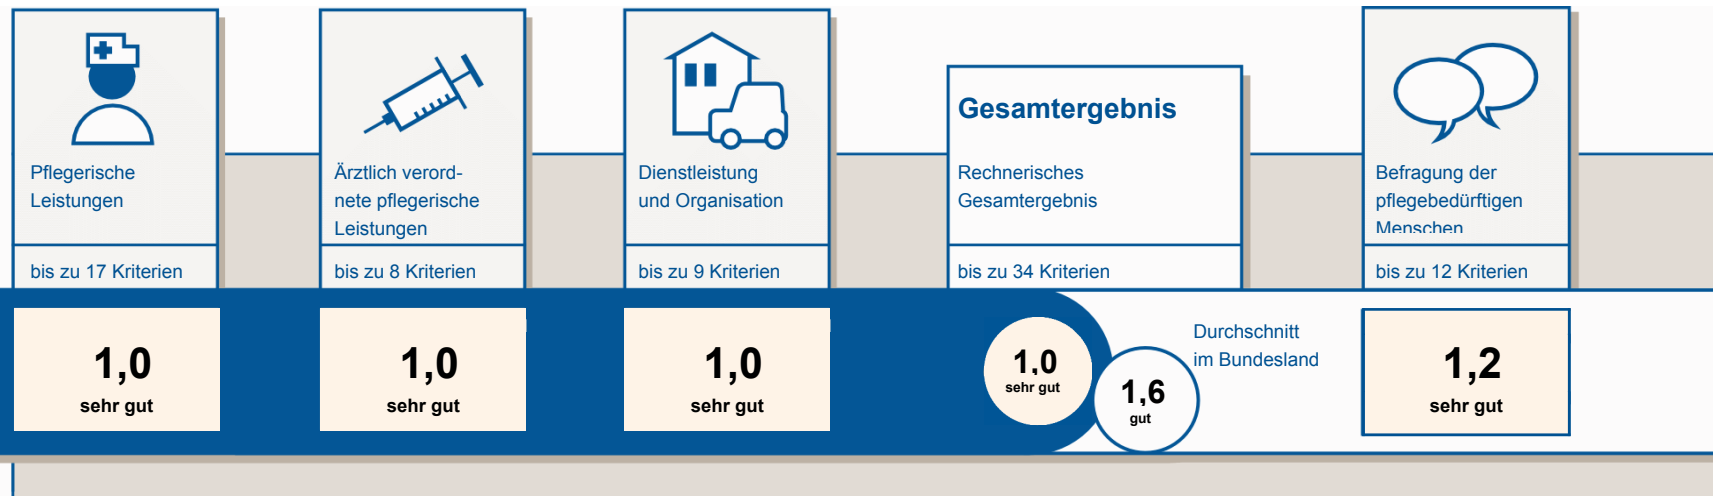 Pflegerische
Leistungen
bis zu 17 Kriterien
1,0
sehr gut
Ärztlich verord-
nete pflegerische
Leistungen
bis zu 8 Kriterien
1,0
sehr gut
Dienstleistung
und Organisation
bis zu 9 Kriterien
1,0
sehr gut
Gesamtergebnis
Rechnerisches
Gesamtergebnis
bis zu 34 Kriterien
1,0
sehr gut
1,6
gut
Durchschnitt
im Bundesland
Befragung der
pflegebedürftigen
Menschen
bis zu 12 Kriterien
1,2
sehr gut